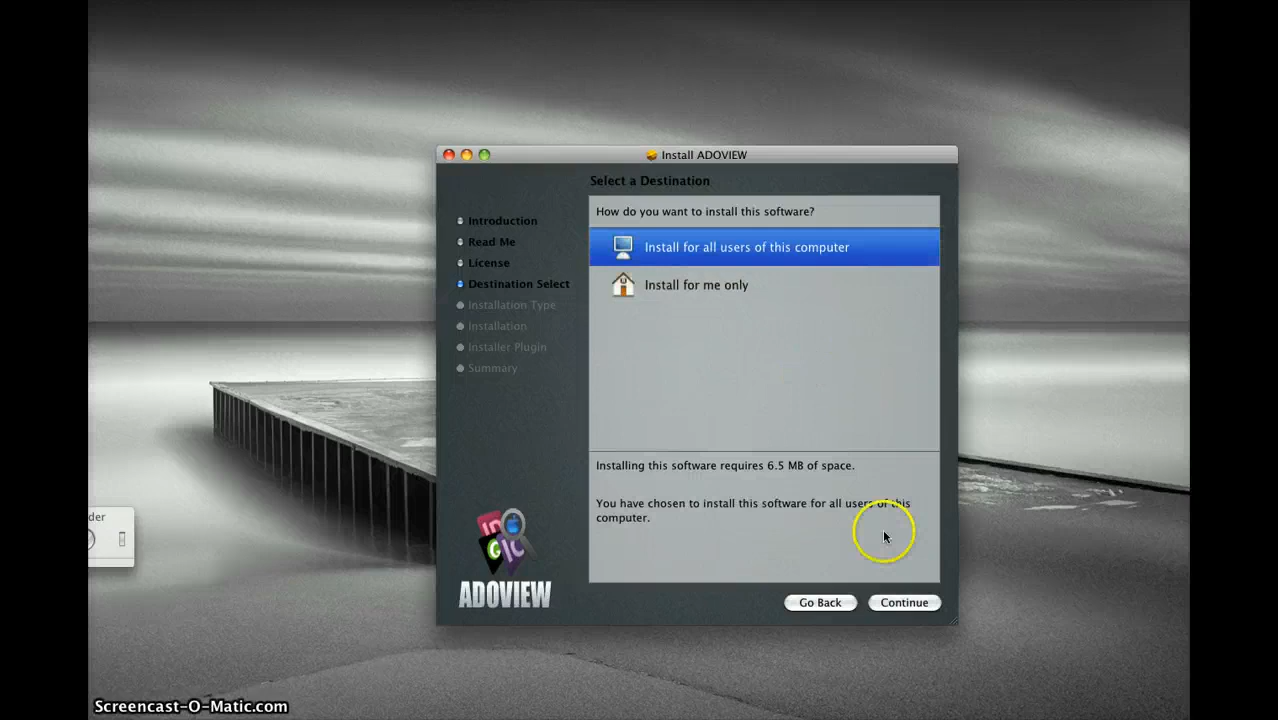 Install ADOVIEW
Select a Destination
Introduction
Read Me
License
Destination Select
Installation Type
Installation
Installer Plugin
Summary
How do you want to install this software?
Install for all users of this computer
Install for me only
Installing this software requires 6.5 MB of space.
You have chosen to install this software for all users of this
computer.
ADOVIEW
Go Back
Continue
der
Screencast-O-Matic.com